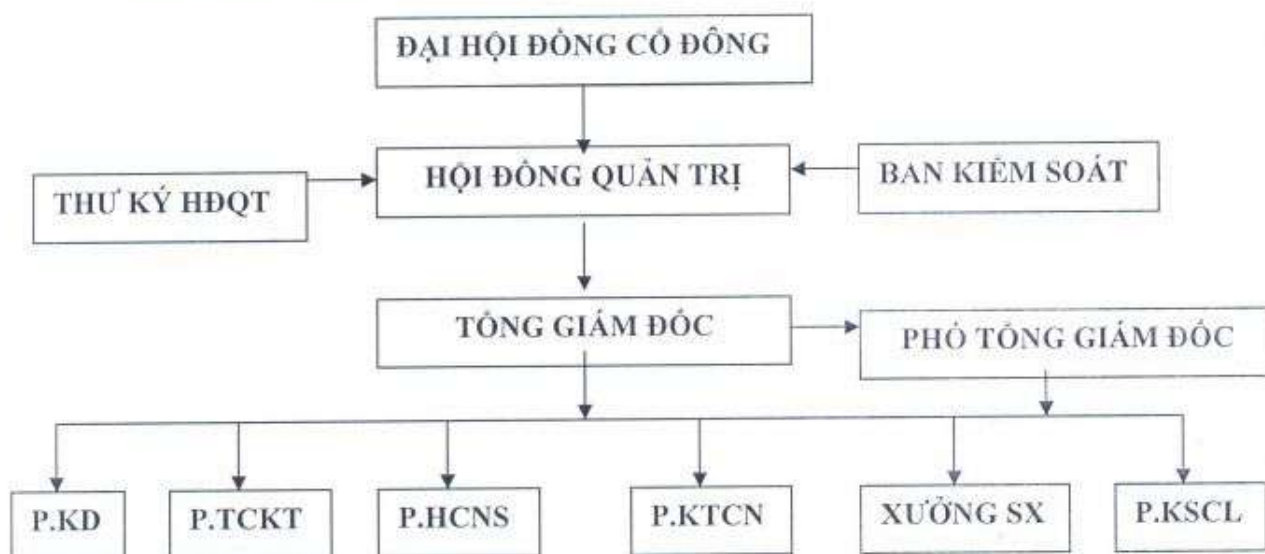 ĐẠI HỘI ĐỒNG CỔ ĐÔNG
HỘI ĐỒNG QUẢN TRỊ
BAN KIỂM SOÁT
THƯ KÝ HĐQT
TỔNG GIÁM ĐỐC
PHÓ TỔNG GIÁM ĐỐC
P.KD
P.TCKT
P.HCNS
P.KTCN
XƯỞNG SX
P.KSCL